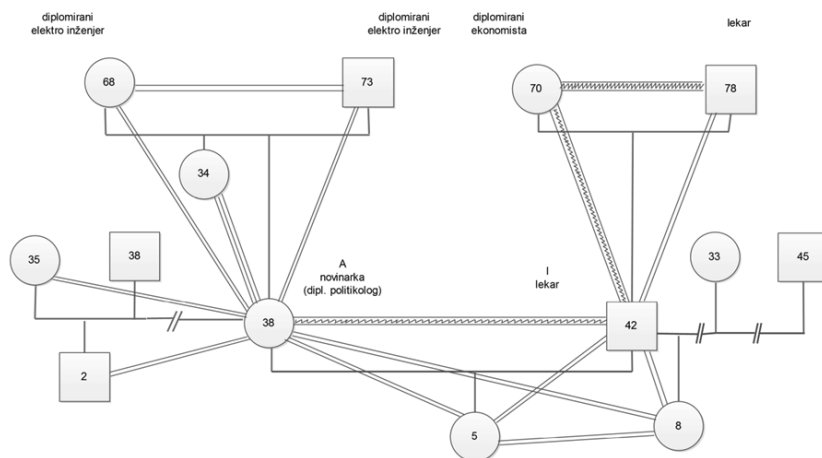 diplomirani
elektro inženjer
diplomirani
elektro inženjer
diplomirani
ekonomista
lekar
68
73
70
78
34
35
38
A
novinarka
(dipl. politikolog)
I
lekar
33
45
38
42
2
5
8